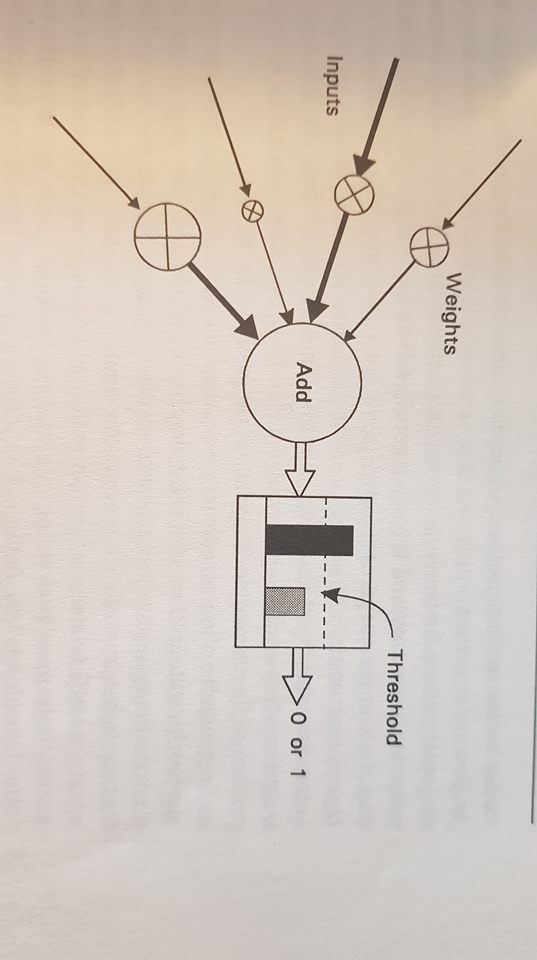 Inputs
Weights
Add
Threshold
0 or 1